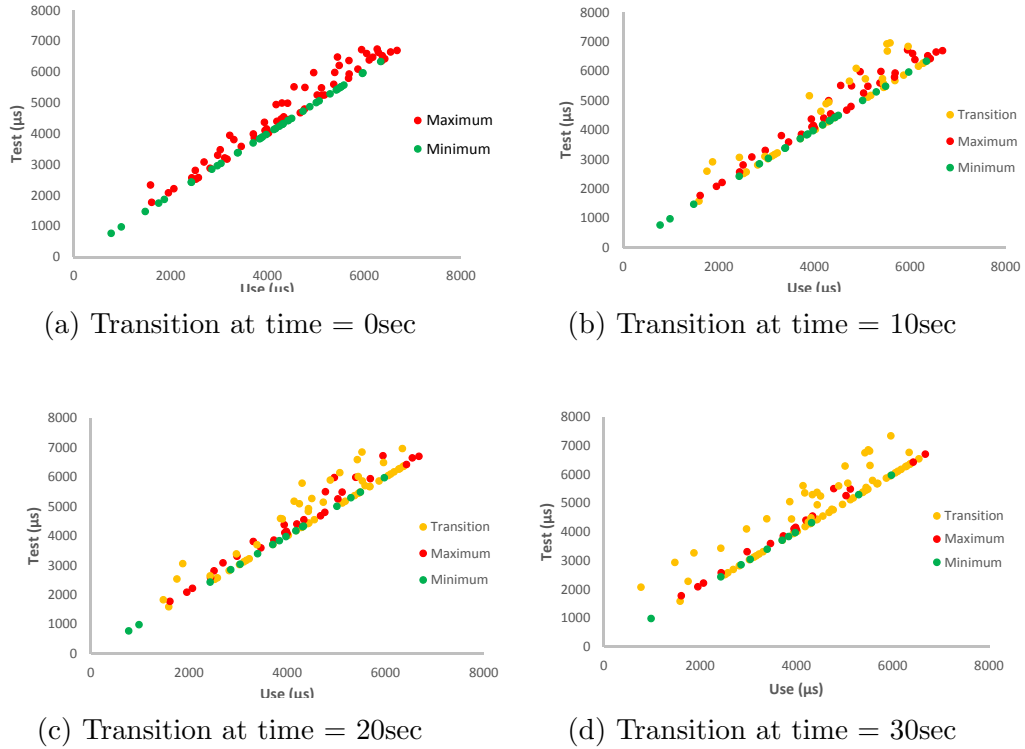 8000
7000
6000
5000
4000
3000
2000
1000
0
Test (µs)
0 2000 4000 6000 8000
Use (µs)
Maximum
Minimum
(a) Transition at time = 0sec
8000
7000
6000
5000
4000
3000
2000
1000
0
Test (µs)
0 2000 4000 6000 8000
Use (µs)
Transition
Maximum
Minimum
(b) Transition at time = 10sec
8000
7000
6000
5000
4000
3000
2000
1000
0
Test (µs)
0 2000 4000 6000 8000
Use (µs)
Transition
Maximum
Minimum
(c) Transition at time = 20sec
8000
7000
6000
5000
4000
3000
2000
1000
0
Test (µs)
0 2000 4000 6000 8000
Use (µs)
Transition
Maximum
Minimum
(d) Transition at time = 30sec